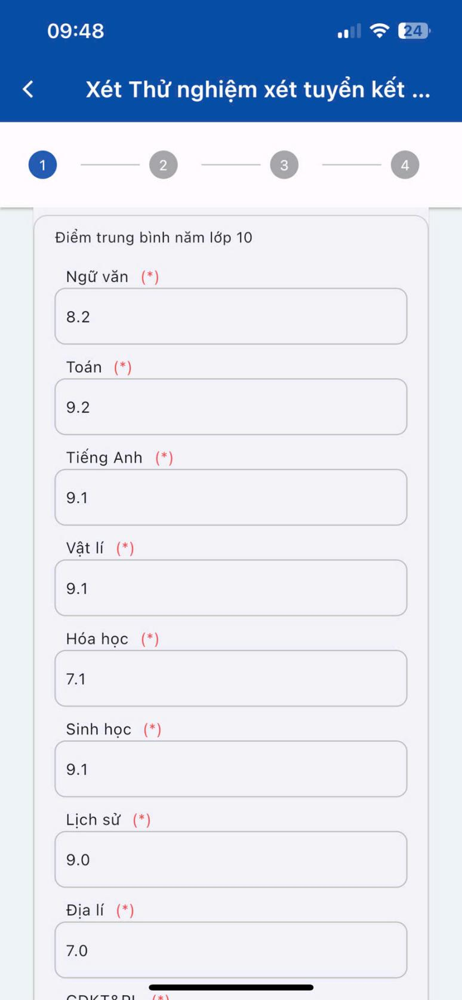 09:48
24
Xét Thử nghiệm xét tuyển kết ...
1 2 3 4
Điểm trung bình năm lớp 10
Ngữ văn (*)
8.2
Toán (*)
9.2
Tiếng Anh (*)
9.1
Vật lí (*)
9.1
Hóa học (*)
7.1
Sinh học (*)
9.1
Lịch sử (*)
9.0
Địa lí (*)
7.0
GDKT&PL (*)